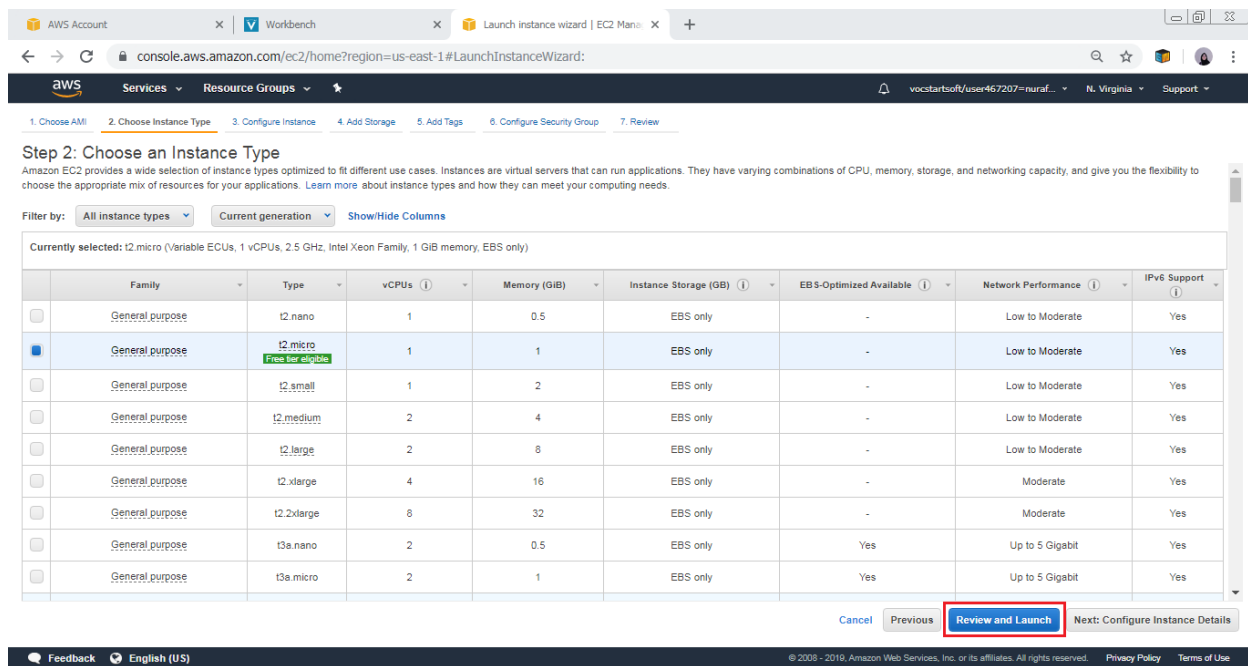 AWS Account
Workbench
Launch instance wizard | EC2 Mana
console.aws.amazon.com/ec2/home?region=us-east-1#LaunchInstanceWizard:
aws Services Resource Groups vocstartsoft/user467207=nuraf... N. Virginia Support
1. Choose AMI 2. Choose Instance Type 3. Configure Instance 4. Add Storage 5. Add Tags 6. Configure Security Group 7. Review
Step 2: Choose an Instance Type
Amazon EC2 provides a wide selection of instance types optimized to fit different use cases. Instances are virtual servers that can run applications. They have varying combinations of CPU, memory, storage, and networking capacity, and give you the flexibility to
choose the appropriate mix of resources for your applications. Learn more about instance types and how they can meet your computing needs.
Filter by: All instance types Current generation Show/Hide Columns
Currently selected: t2.micro (Variable ECUs, 1 vCPUs, 2.5 GHz, Intel Xeon Family, 1 GiB memory, EBS only)
Family Type vCPUs i Memory (GiB) Instance Storage (GB) i EBS-Optimized Available i Network Performance i IPv6 Support i
General purpose t2.nano 1 0.5 EBS only - Low to Moderate Yes
General purpose t2.micro Free tier eligible 1 1 EBS only - Low to Moderate Yes
General purpose t2.small 1 2 EBS only - Low to Moderate Yes
General purpose t2.medium 2 4 EBS only - Low to Moderate Yes
General purpose t2.large 2 8 EBS only - Low to Moderate Yes
General purpose t2.xlarge 4 16 EBS only - Moderate Yes
General purpose t2.2xlarge 8 32 EBS only - Moderate Yes
General purpose t3a.nano 2 0.5 EBS only Yes Up to 5 Gigabit Yes
General purpose t3a.micro 2 1 EBS only Yes Up to 5 Gigabit Yes
Cancel Previous Review and Launch Next: Configure Instance Details
Feedback English (US) © 2008 - 2019, Amazon Web Services, Inc. or its affiliates. All rights reserved. Privacy Policy Terms of Use